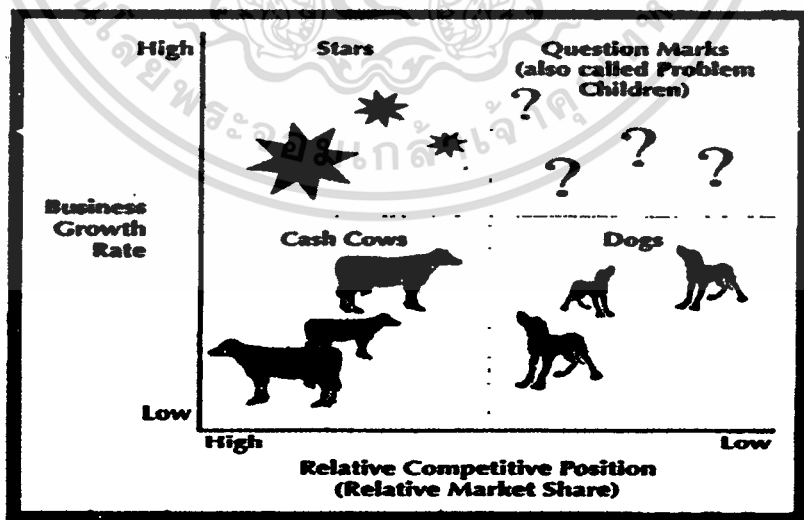 High
Stars
Question Marks
(also called Problem
Children)
?
? ? ?
Business
Growth
Rate
Cash Cows
Dogs
Low
High
Low
Relative Competitive Position
(Relative Market Share)